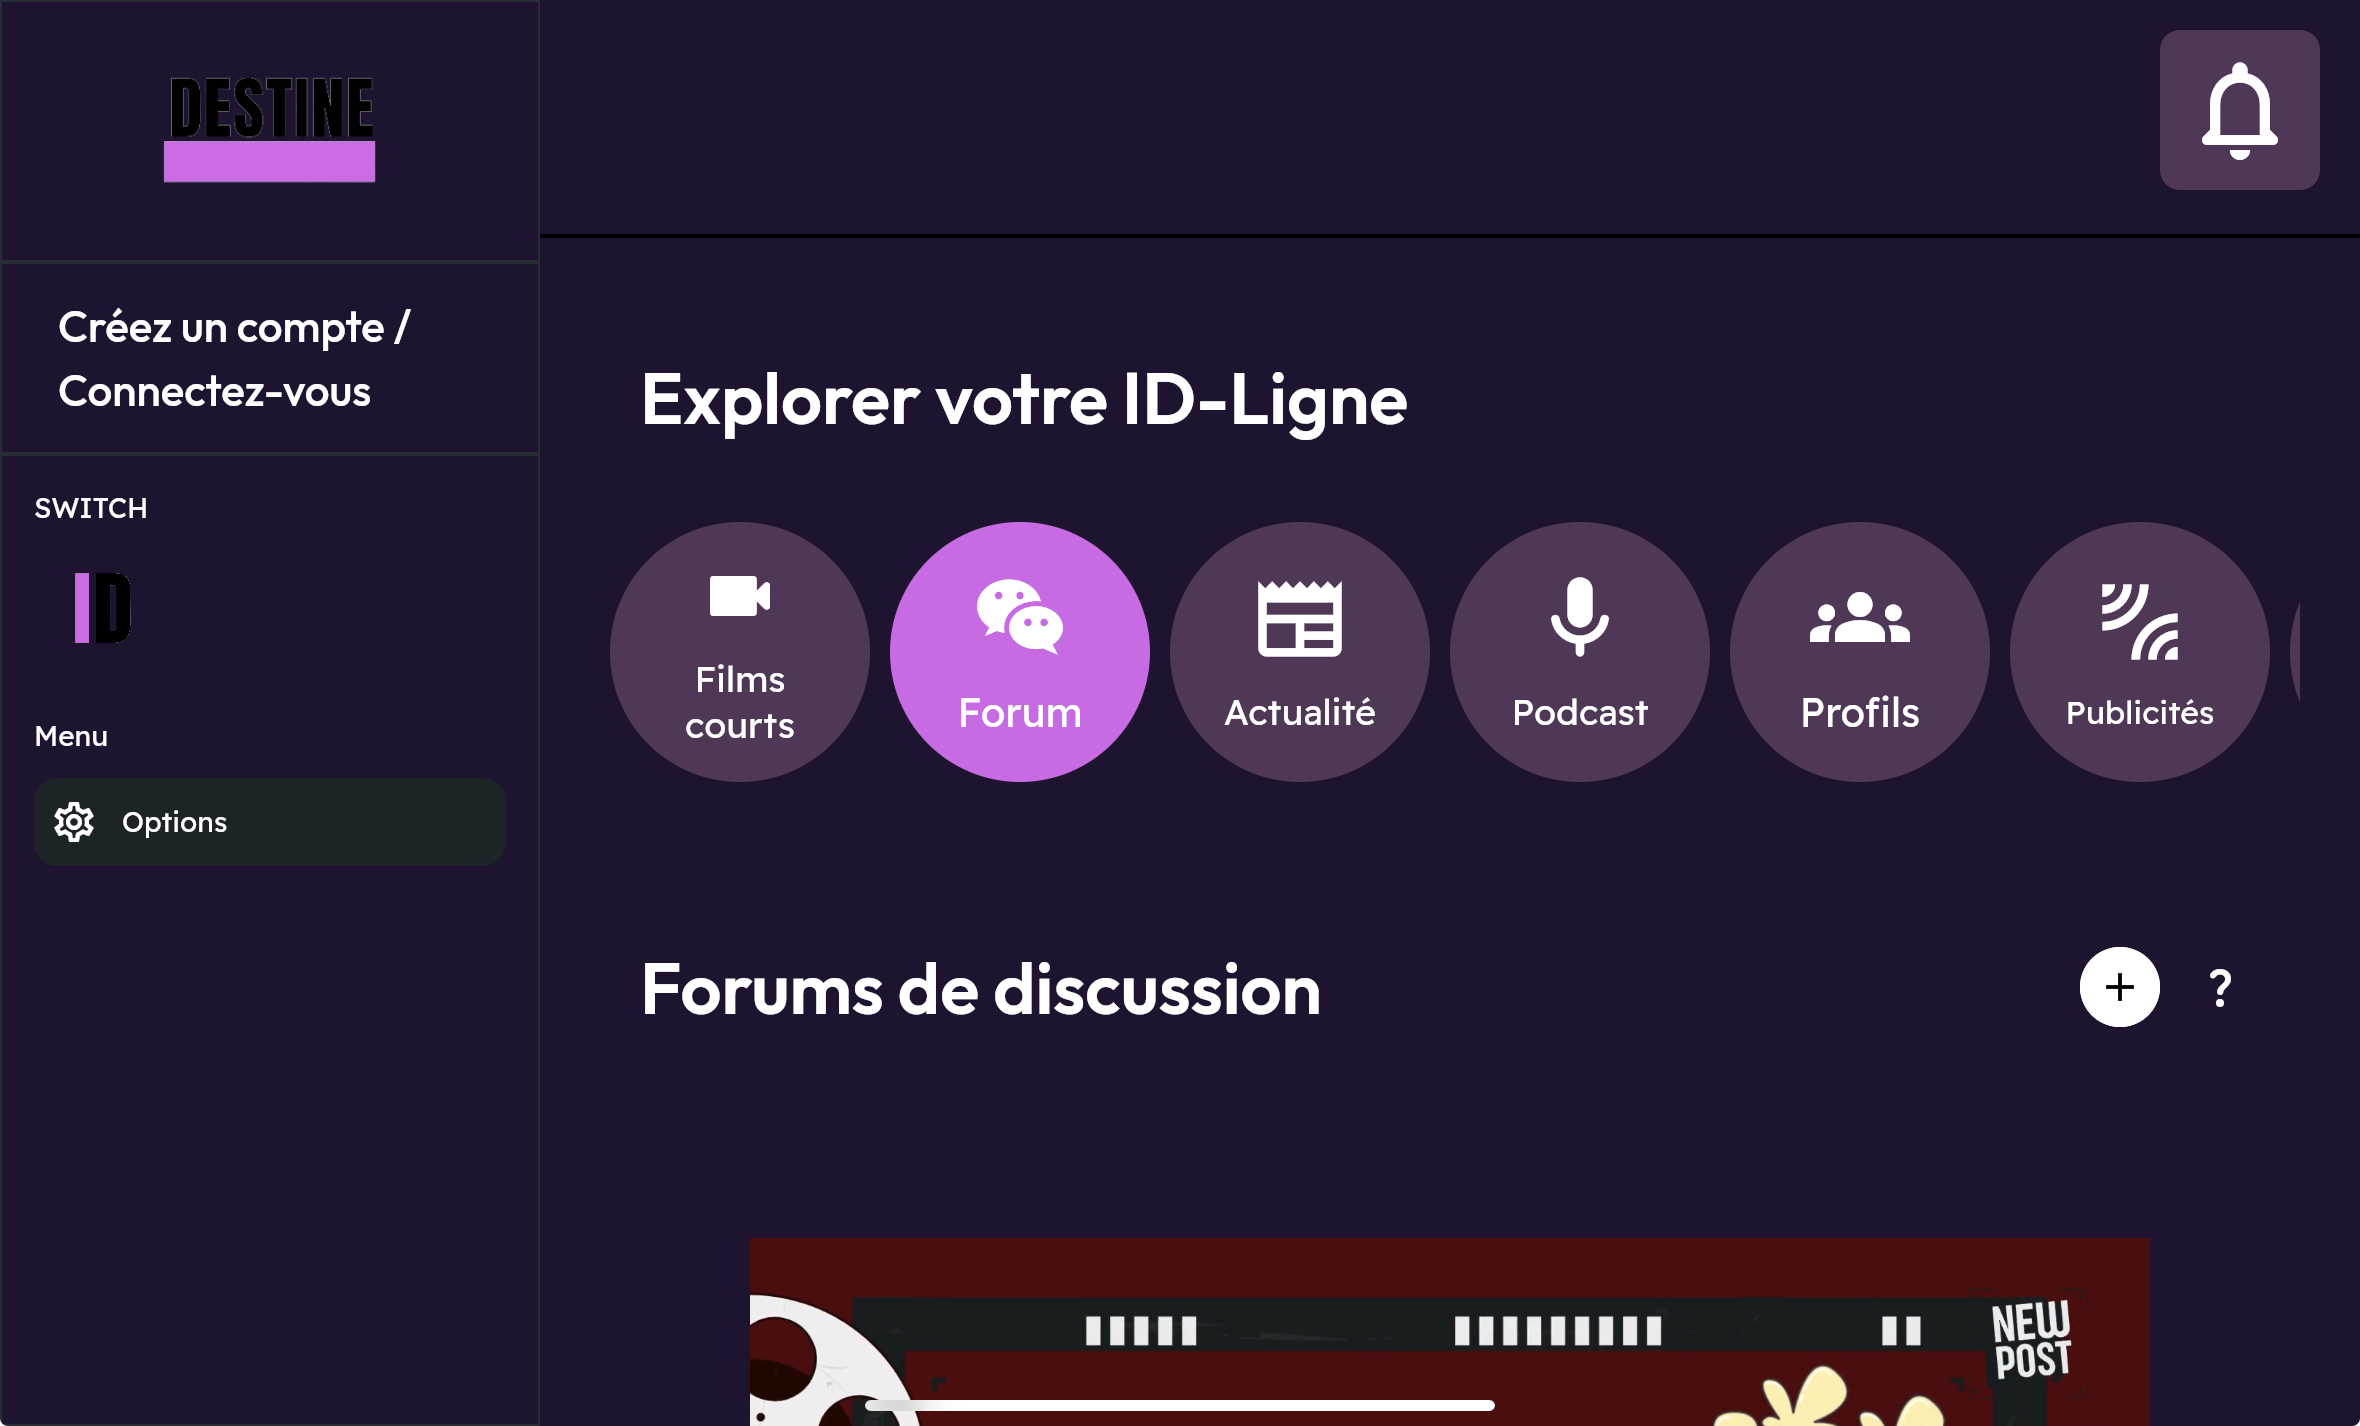 DESTINE
Créez un compte /
Connectez-vous
SWITCH
ID
Menu
Options
Explorer votre ID-Ligne
Films
courts
Forum
Actualité
Podcast
Profils
Publicités
Forums de discussion
+ ?
NEW
POST